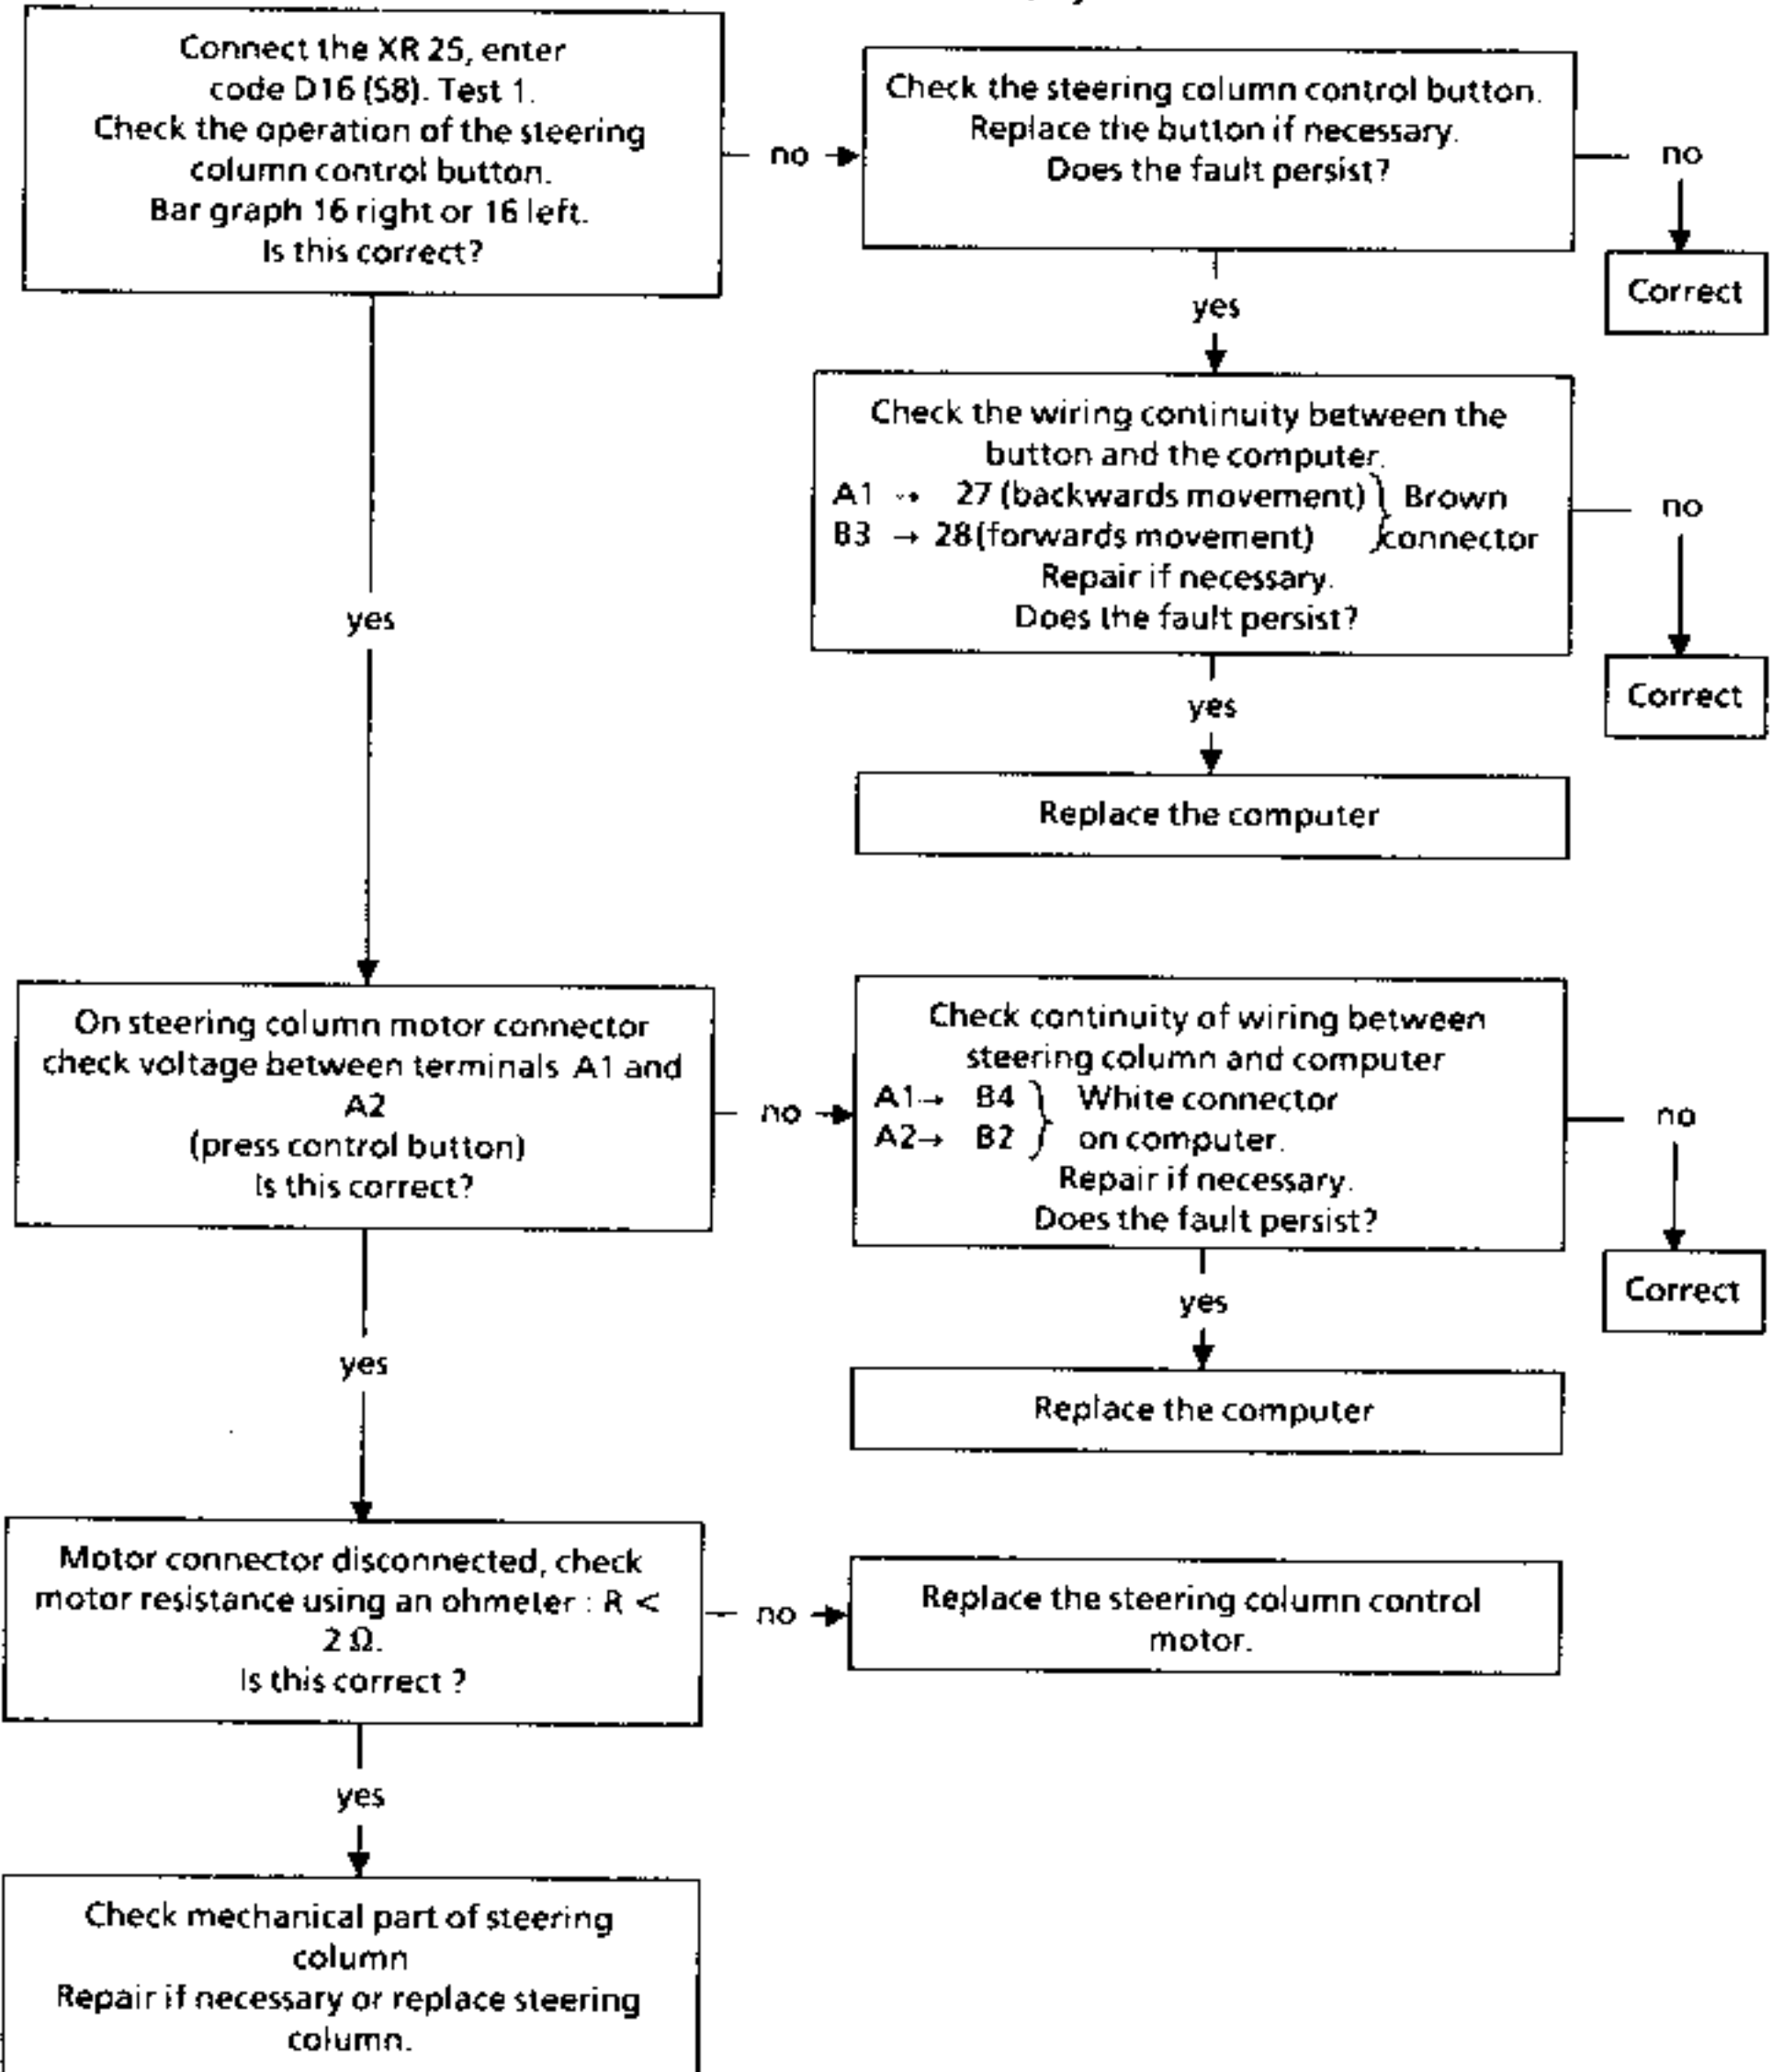 Connect the XR 25, enter
code D16 (S8). Test 1.
Check the operation of the steering
column control button.
Bar graph 16 right or 16 left.
Is this correct?
no
Check the steering column control button.
Replace the button if necessary.
Does the fault persist?
no
Correct
yes
Check the wiring continuity between the
button and the computer.
A1 → 27 (backwards movement) } Brown
B3 → 28 (forwards movement) } connector
Repair if necessary.
Does the fault persist?
no
Correct
yes
Replace the computer
yes
On steering column motor connector
check voltage between terminals A1 and
A2
(press control button)
Is this correct?
no
Check continuity of wiring between
steering column and computer
A1→ B4 } White connector
A2→ B2 } on computer.
Repair if necessary.
Does the fault persist?
no
Correct
yes
Replace the computer
yes
Motor connector disconnected, check
motor resistance using an ohmeter : R <
2 Ω.
Is this correct ?
no
Replace the steering column control
motor.
yes
Check mechanical part of steering
column
Repair if necessary or replace steering
column.